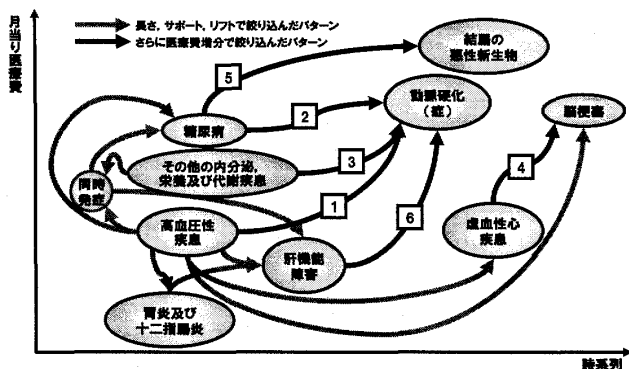 月当り医療費
長さ，サポート，リフトで絞り込んだパターン
さらに医療費増分で絞り込んだパターン
結腸の
悪性新生物
5
動脈硬化
（症）
脳梗塞
糖尿病
2
その他の内分泌，
栄養及び代謝疾患
3
同時
発症
4
1
高血圧性
疾患
6
虚血性心
疾患
肝機能
障害
胃炎及び
十二指腸炎
時系列